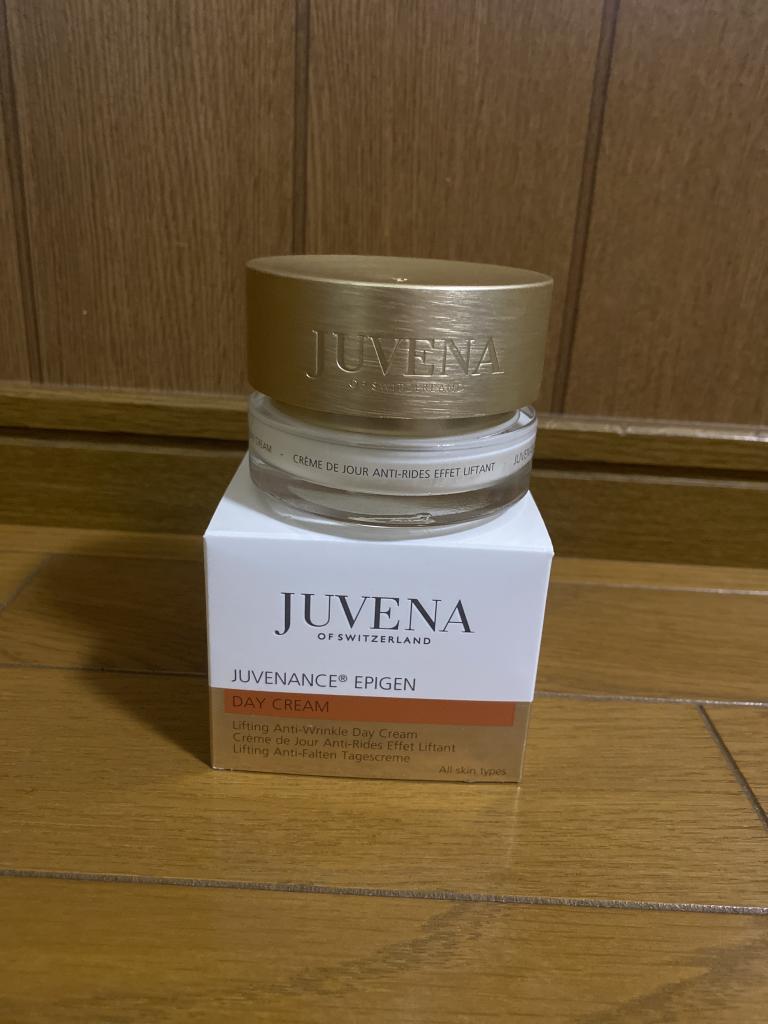 JUVENA
OF SWITZERLAND
CREAM - CRÈME DE JOUR ANTI-RIDES EFFET LIFTANT
JUVENA
OF SWITZERLAND
JUVENANCE® EPIGEN
DAY CREAM
Lifting Anti-Wrinkle Day Cream
Crème de Jour Anti-Rides Effet Liftant
Lifting Anti-Falten Tagescreme
All skin types